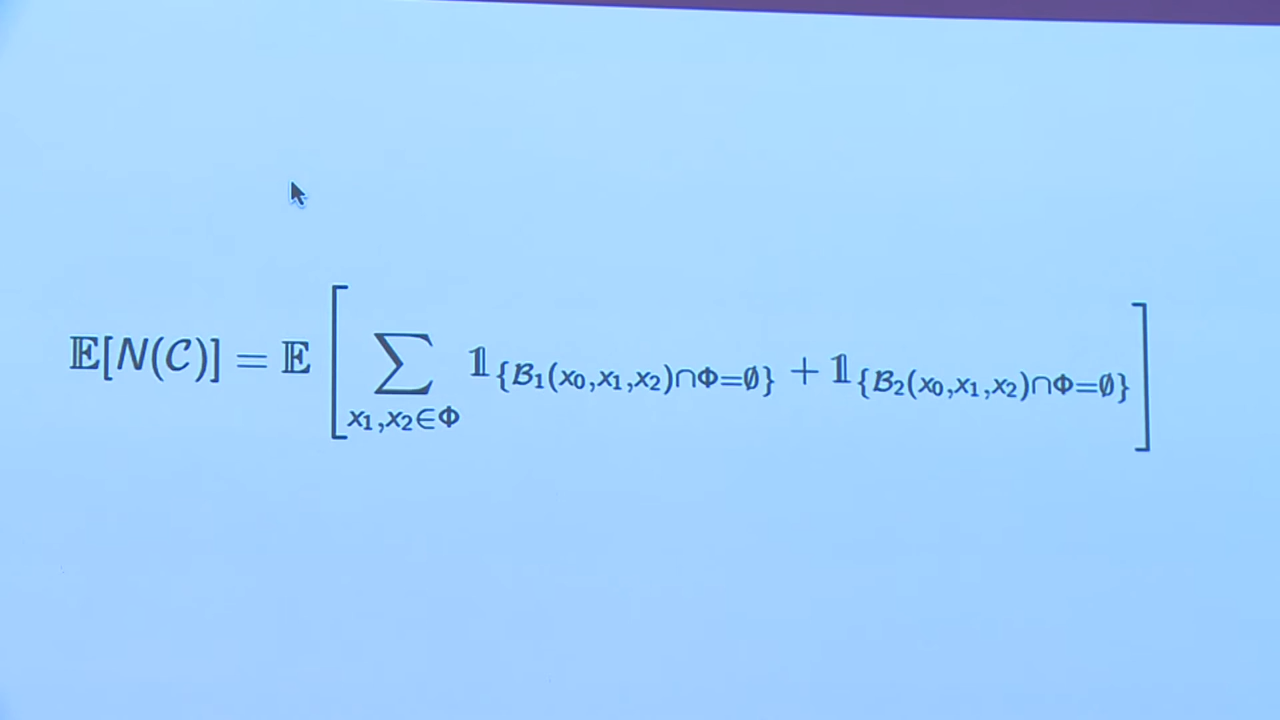 𝔼[N(𝒞)] = 𝔼 [ ∑_{x₁,x₂∈Φ} 𝟙_{{ℬ₁(x₀,x₁,x₂)∩Φ=∅}} + 𝟙_{{ℬ₂(x₀,x₁,x₂)∩Φ=∅}} ]